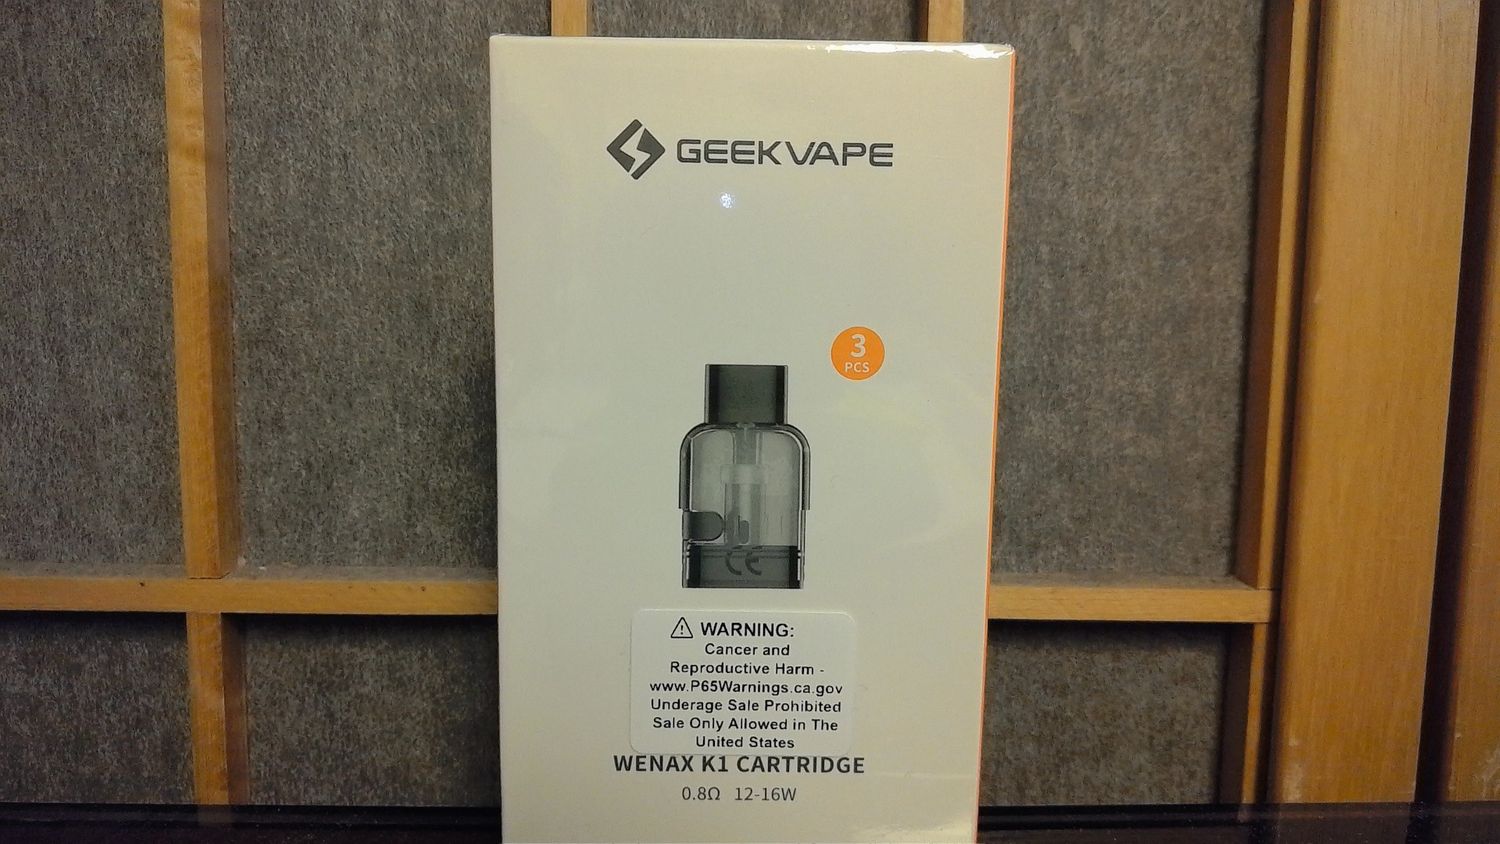 GEEKVAPE
3
PCS
CE
WARNING:
Cancer and
Reproductive Harm -
www.P65Warnings.ca.gov
Underage Sale Prohibited
Sale Only Allowed in The
United States
WENAX K1 CARTRIDGE
0.8Ω 12-16W